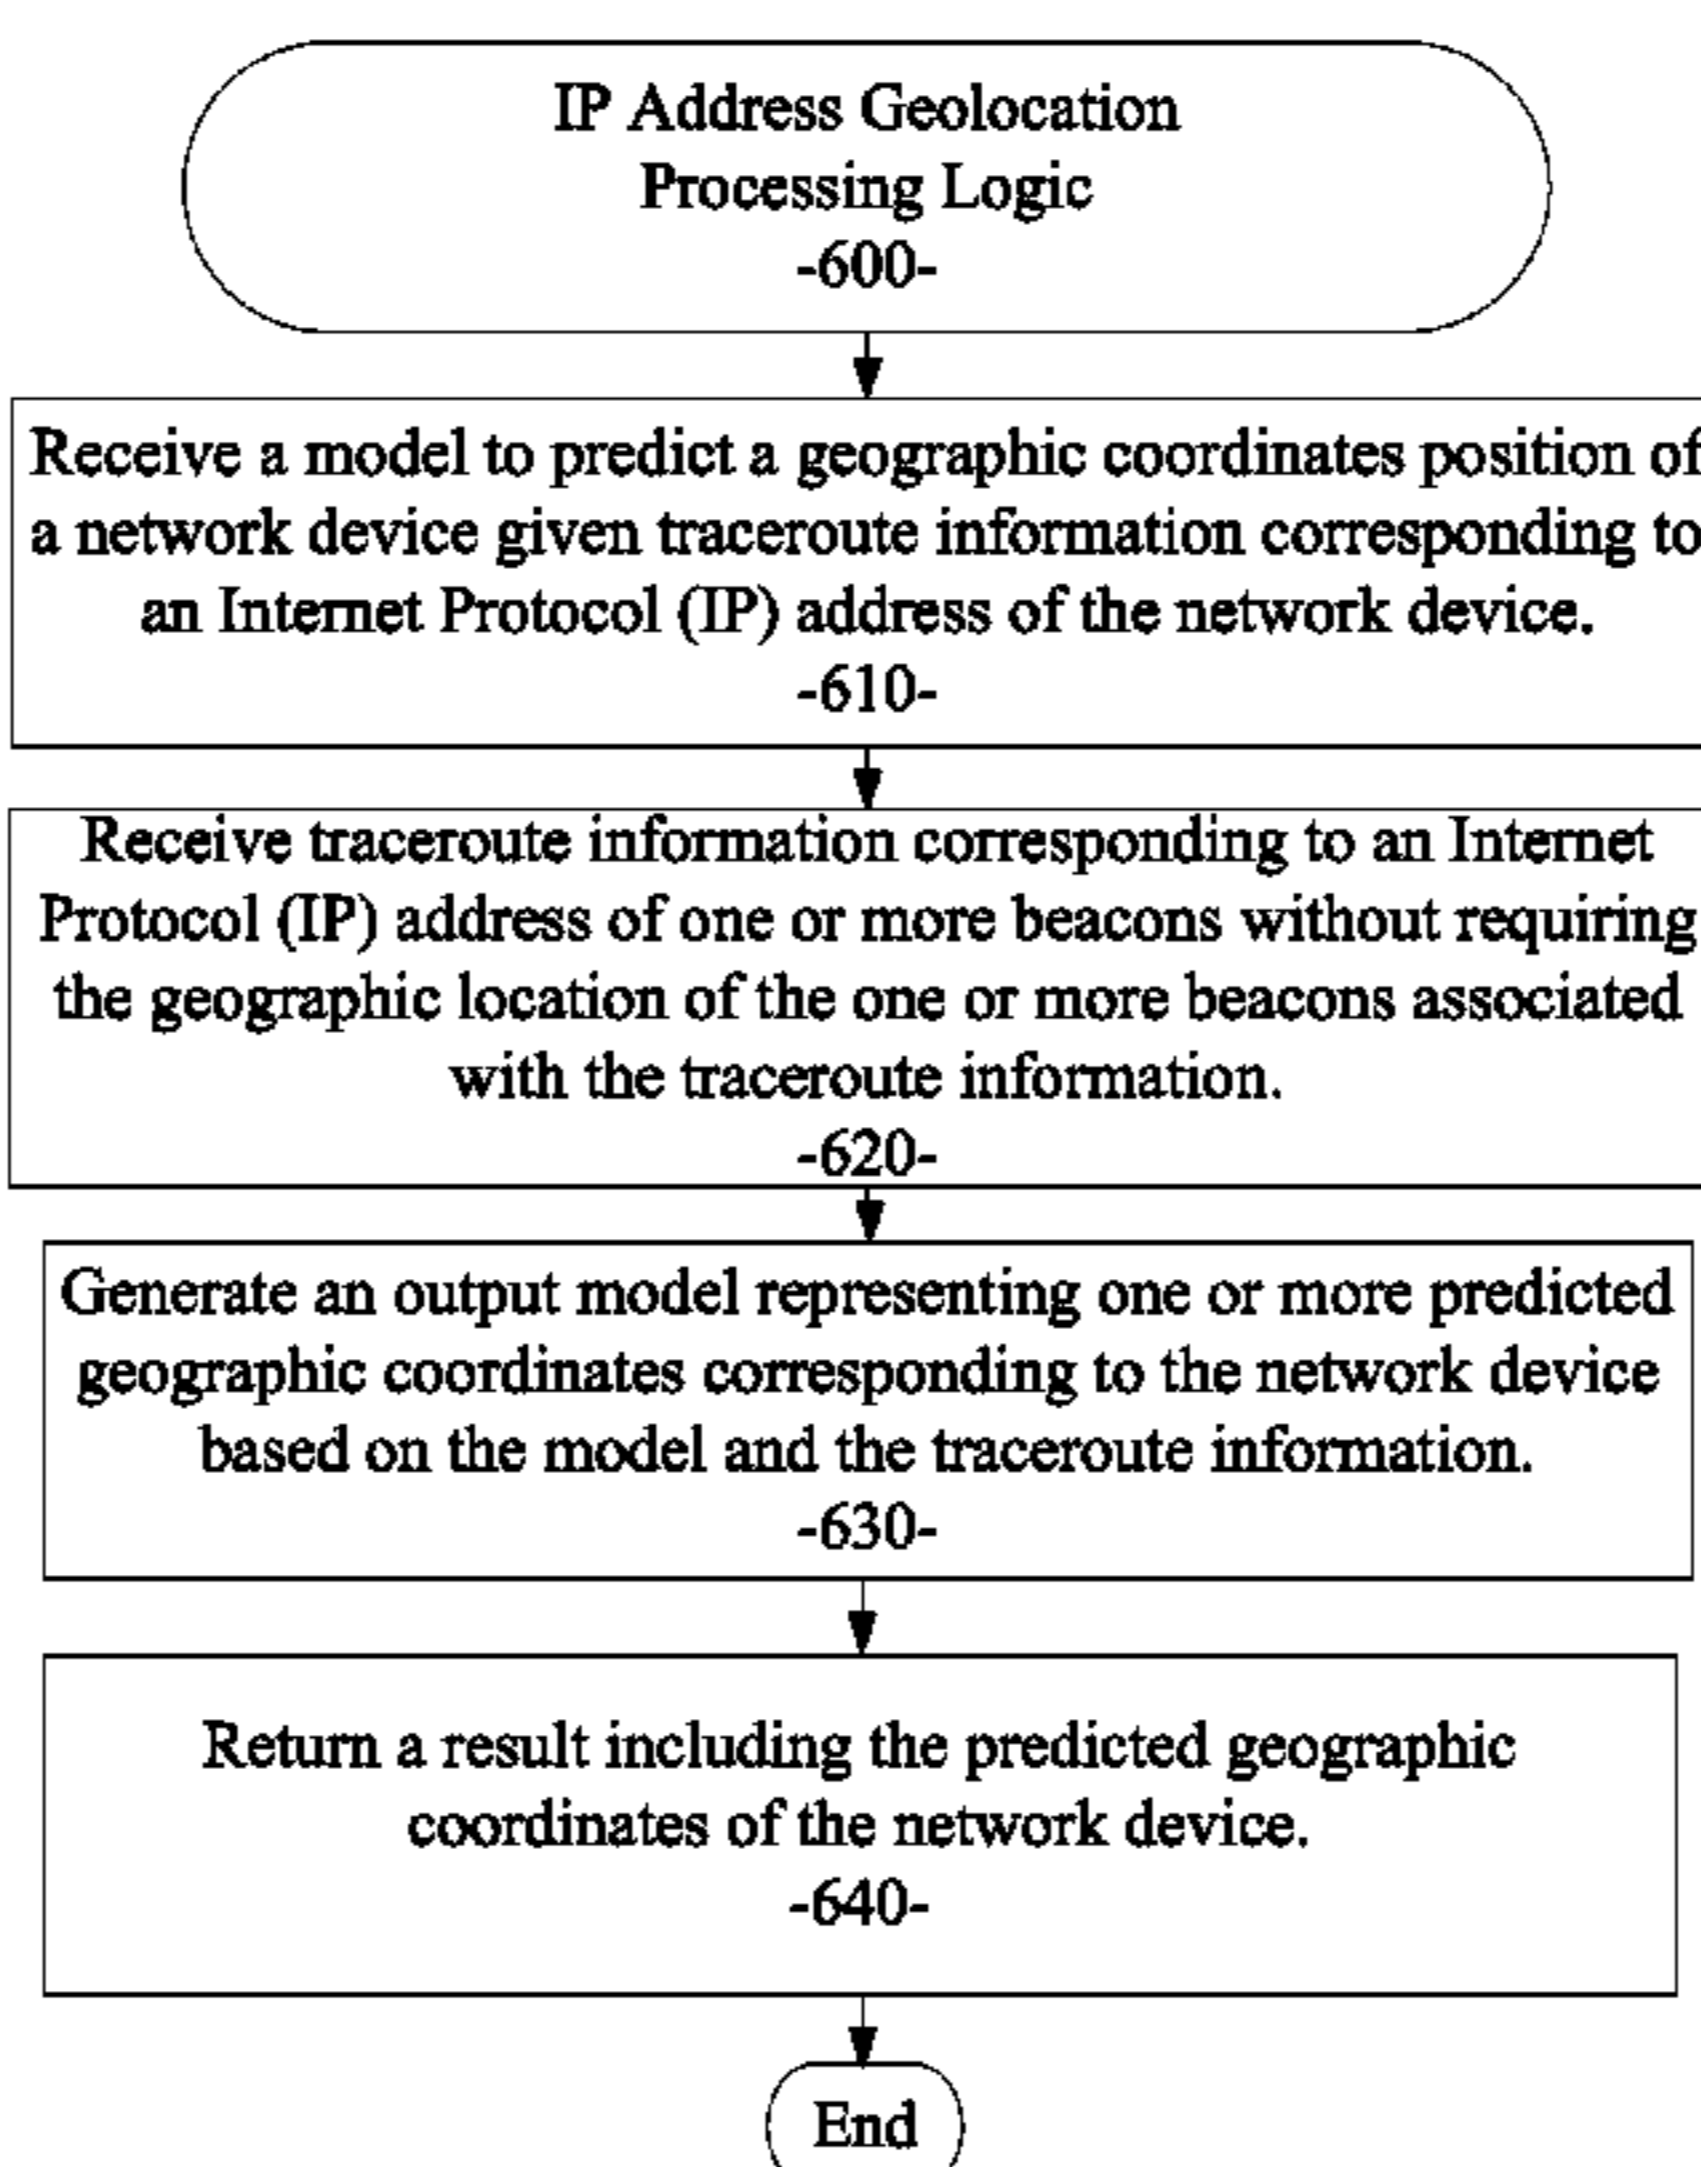 IP Address Geolocation
Processing Logic
-600-
Receive a model to predict a geographic coordinates position of
a network device given traceroute information corresponding to
an Internet Protocol (IP) address of the network device.
-610-
Receive traceroute information corresponding to an Internet
Protocol (IP) address of one or more beacons without requiring
the geographic location of the one or more beacons associated
with the traceroute information.
-620-
Generate an output model representing one or more predicted
geographic coordinates corresponding to the network device
based on the model and the traceroute information.
-630-
Return a result including the predicted geographic
coordinates of the network device.
-640-
End